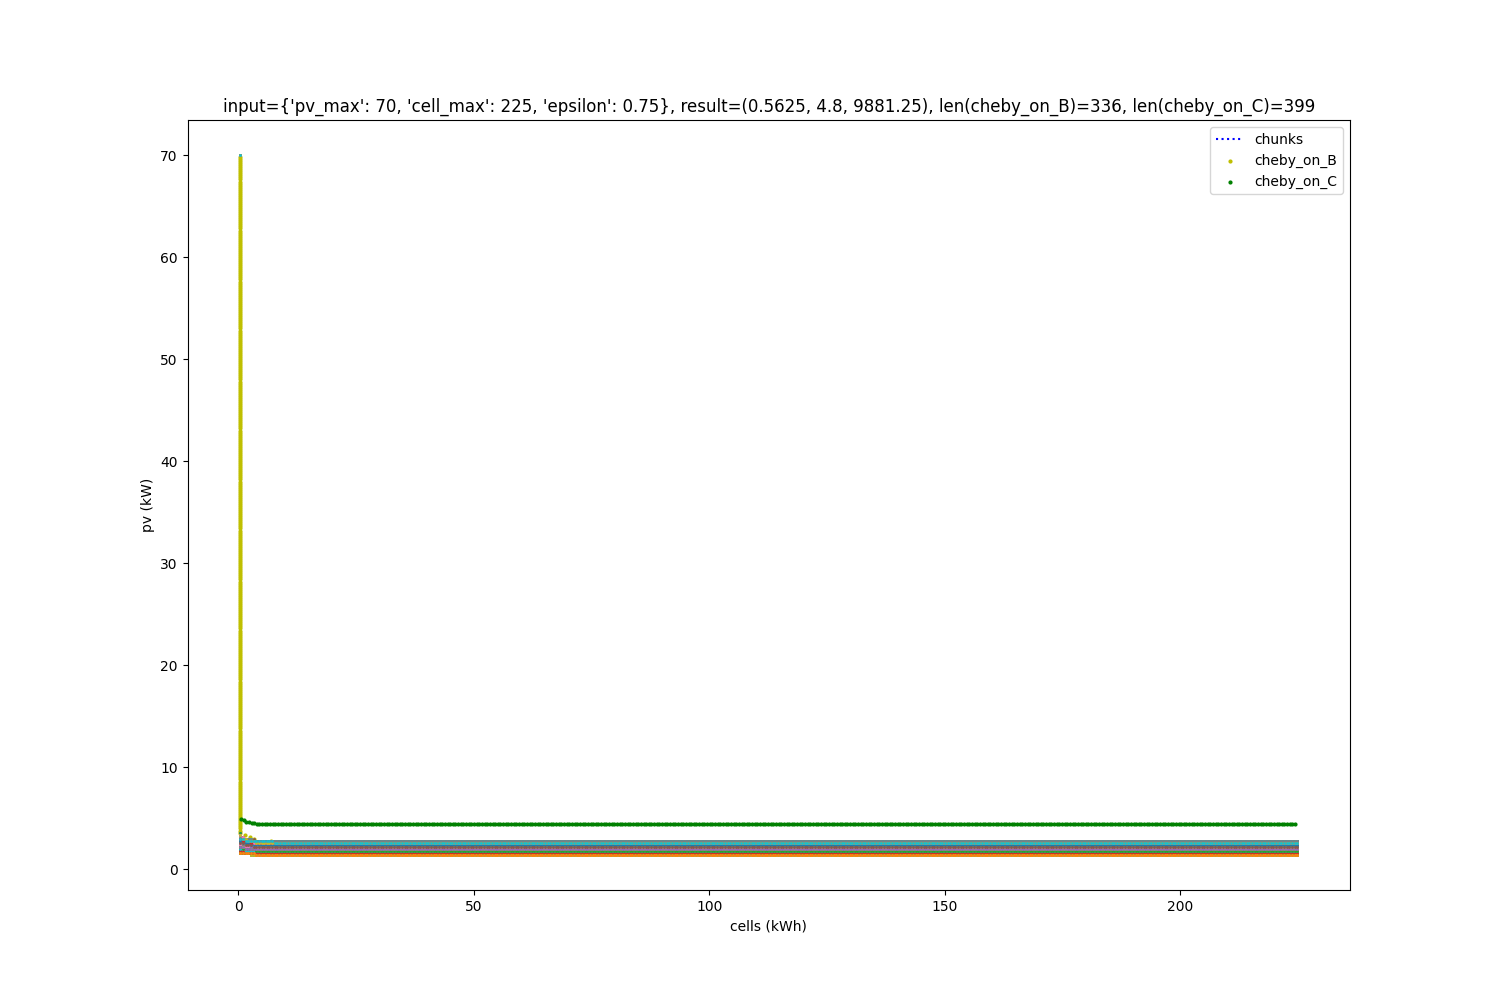 input={'pv_max': 70, 'cell_max': 225, 'epsilon': 0.75}, result=(0.5625, 4.8, 9881.25), len(cheby_on_B)=336, len(cheby_on_C)=399
chunks
cheby_on_B
cheby_on_C
70
60
50
40
30
20
10
0
pv (kW)
0 50 100 150 200
cells (kWh)